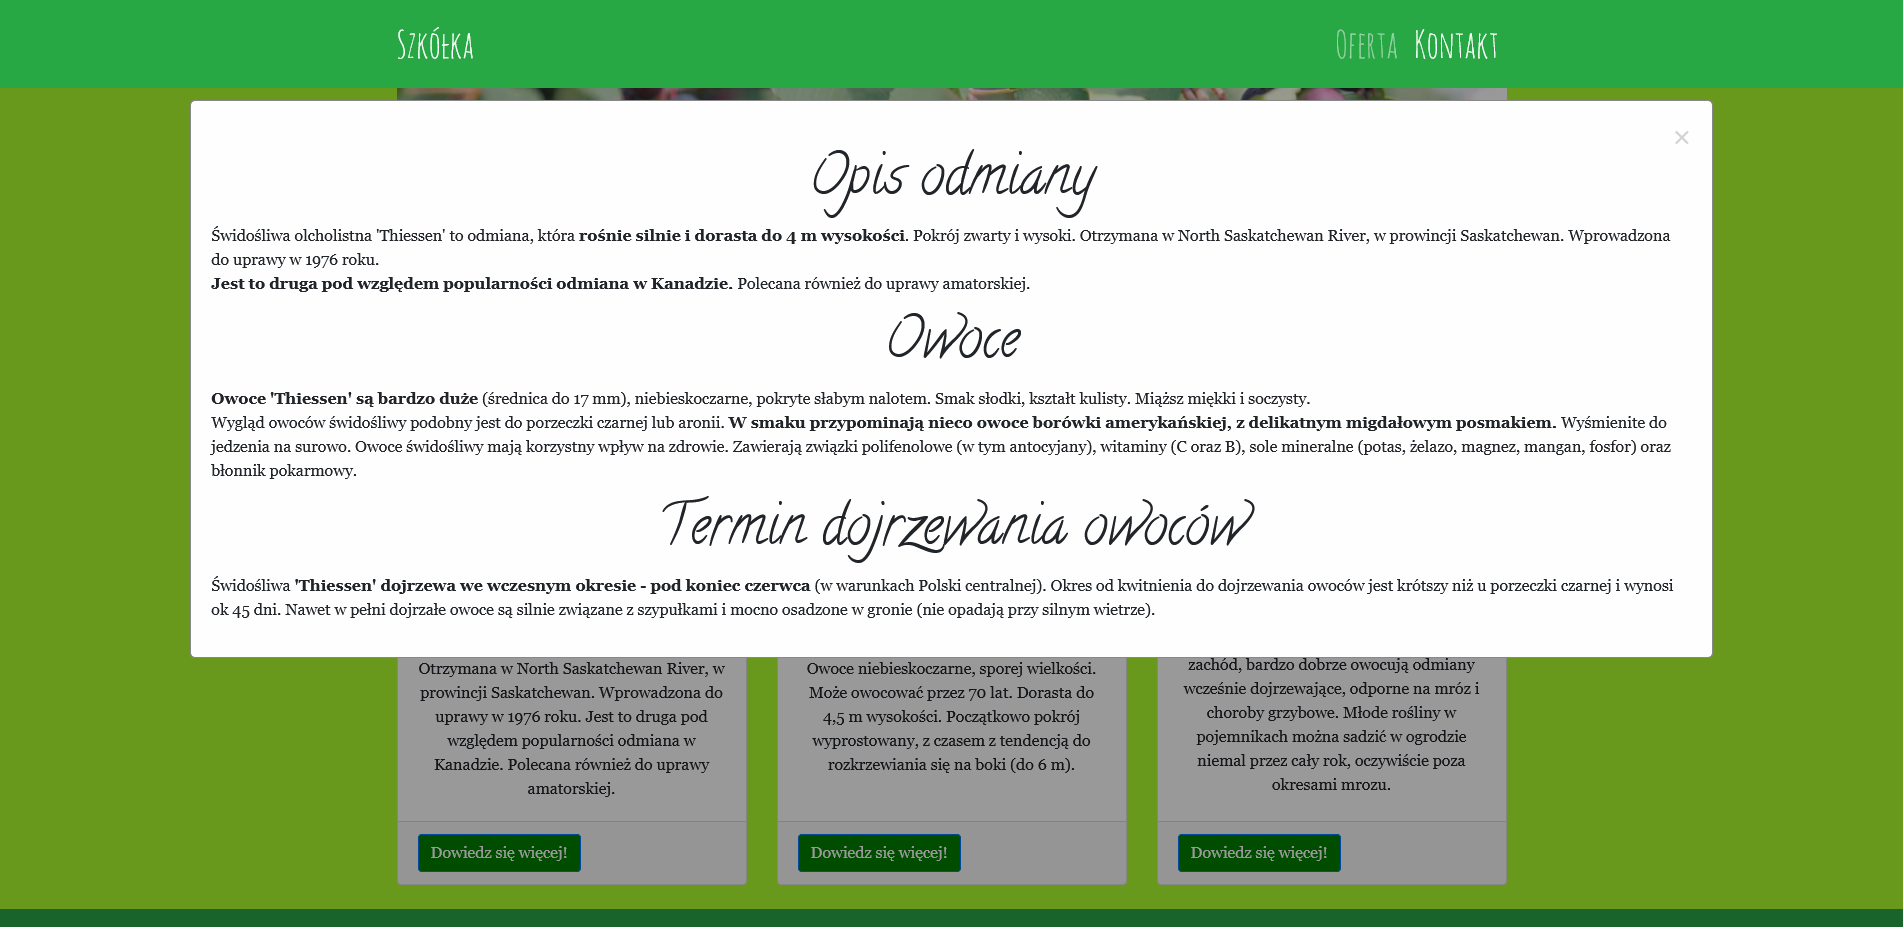 Szkółka
Oferta Kontakt
×
Opis odmiany
Świdośliwa olcholistna 'Thiessen' to odmiana, która rośnie silnie i dorasta do 4 m wysokości. Pokrój zwarty i wysoki. Otrzymana w North Saskatchewan River, w prowincji Saskatchewan. Wprowadzona
do uprawy w 1976 roku.
Jest to druga pod względem popularności odmiana w Kanadzie. Polecana również do uprawy amatorskiej.
Owoce
Owoce 'Thiessen' są bardzo duże (średnica do 17 mm), niebieskoczarne, pokryte słabym nalotem. Smak słodki, kształt kulisty. Miąższ miękki i soczysty.
Wygląd owoców świdośliwy podobny jest do porzeczki czarnej lub aronii. W smaku przypominają nieco owoce borówki amerykańskiej, z delikatnym migdałowym posmakiem. Wyśmienite do
jedzenia na surowo. Owoce świdośliwy mają korzystny wpływ na zdrowie. Zawierają związki polifenolowe (w tym antocyjany), witaminy (C oraz B), sole mineralne (potas, żelazo, magnez, mangan, fosfor) oraz
błonnik pokarmowy.
Termin dojrzewania owoców
Świdośliwa 'Thiessen' dojrzewa we wczesnym okresie - pod koniec czerwca (w warunkach Polski centralnej). Okres od kwitnienia do dojrzewania owoców jest krótszy niż u porzeczki czarnej i wynosi
ok 45 dni. Nawet w pełni dojrzałe owoce są silnie związane z szypułkami i mocno osadzone w gronie (nie opadają przy silnym wietrze).
Otrzymana w North Saskatchewan River, w
prowincji Saskatchewan. Wprowadzona do
uprawy w 1976 roku. Jest to druga pod
względem popularności odmiana w
Kanadzie. Polecana również do uprawy
amatorskiej.
Dowiedz się więcej!
Owoce niebieskoczarne, sporej wielkości.
Może owocować przez 70 lat. Dorasta do
4,5 m wysokości. Początkowo pokrój
wyprostowany, z czasem z tendencją do
rozkrzewiania się na boki (do 6 m).
Dowiedz się więcej!
zachód, bardzo dobrze owocują odmiany
wcześnie dojrzewające, odporne na mróz i
choroby grzybowe. Młode rośliny w
pojemnikach można sadzić w ogrodzie
niemal przez cały rok, oczywiście poza
okresami mrozu.
Dowiedz się więcej!